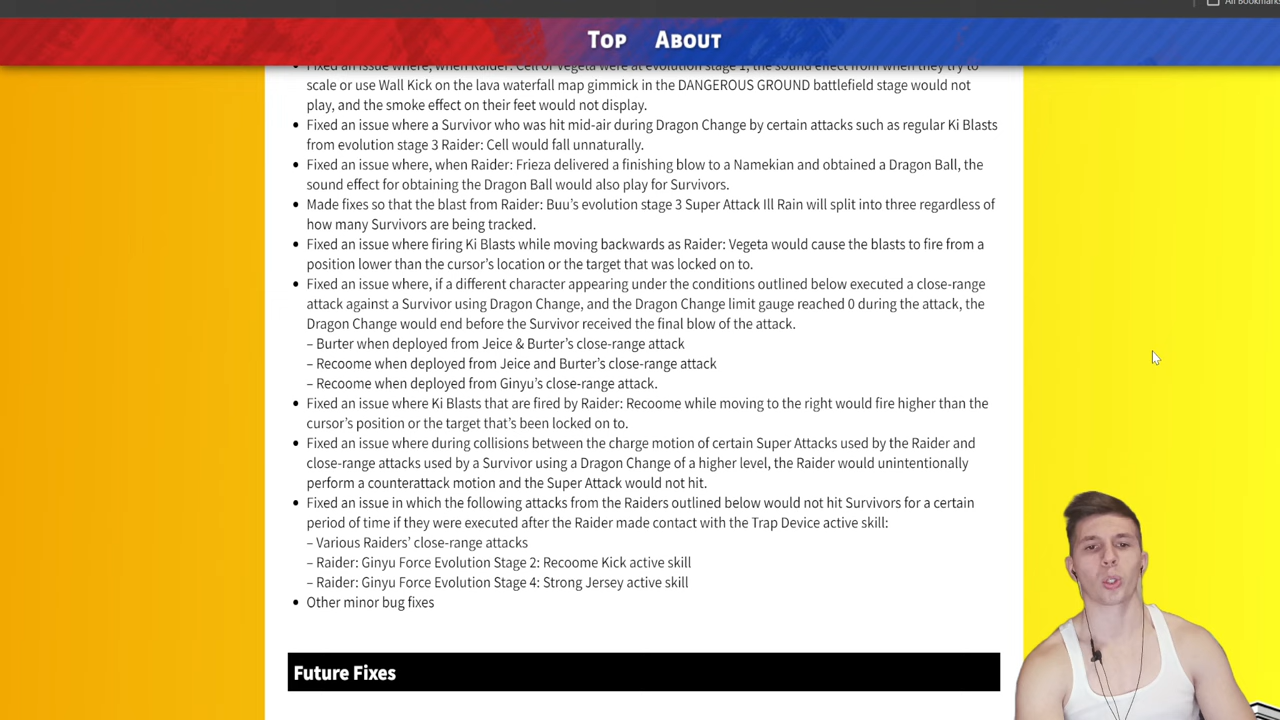 All Bookmarks
Top About
Fixed an issue where, when Raider: Cell or Vegeta were at evolution stage 1, the sound effect from when they try to
scale or use Wall Kick on the lava waterfall map gimmick in the DANGEROUS GROUND battlefield stage would not
play, and the smoke effect on their feet would not display.
• Fixed an issue where a Survivor who was hit mid-air during Dragon Change by certain attacks such as regular Ki Blasts
from evolution stage 3 Raider: Cell would fall unnaturally.
• Fixed an issue where, when Raider: Frieza delivered a finishing blow to a Namekian and obtained a Dragon Ball, the
sound effect for obtaining the Dragon Ball would also play for Survivors.
• Made fixes so that the blast from Raider: Buu’s evolution stage 3 Super Attack Ill Rain will split into three regardless of
how many Survivors are being tracked.
• Fixed an issue where firing Ki Blasts while moving backwards as Raider: Vegeta would cause the blasts to fire from a
position lower than the cursor’s location or the target that was locked on to.
• Fixed an issue where, if a different character appearing under the conditions outlined below executed a close-range
attack against a Survivor using Dragon Change, and the Dragon Change limit gauge reached 0 during the attack, the
Dragon Change would end before the Survivor received the final blow of the attack.
– Burter when deployed from Jeice & Burter’s close-range attack
– Recoome when deployed from Jeice and Burter’s close-range attack
– Recoome when deployed from Ginyu’s close-range attack.
• Fixed an issue where Ki Blasts that are fired by Raider: Recoome while moving to the right would fire higher than the
cursor’s position or the target that’s been locked on to.
• Fixed an issue where during collisions between the charge motion of certain Super Attacks used by the Raider and
close-range attacks used by a Survivor using a Dragon Change of a higher level, the Raider would unintentionally
perform a counterattack motion and the Super Attack would not hit.
• Fixed an issue in which the following attacks from the Raiders outlined below would not hit Survivors for a certain
period of time if they were executed after the Raider made contact with the Trap Device active skill:
– Various Raiders’ close-range attacks
– Raider: Ginyu Force Evolution Stage 2: Recoome Kick active skill
– Raider: Ginyu Force Evolution Stage 4: Strong Jersey active skill
• Other minor bug fixes
Future Fixes